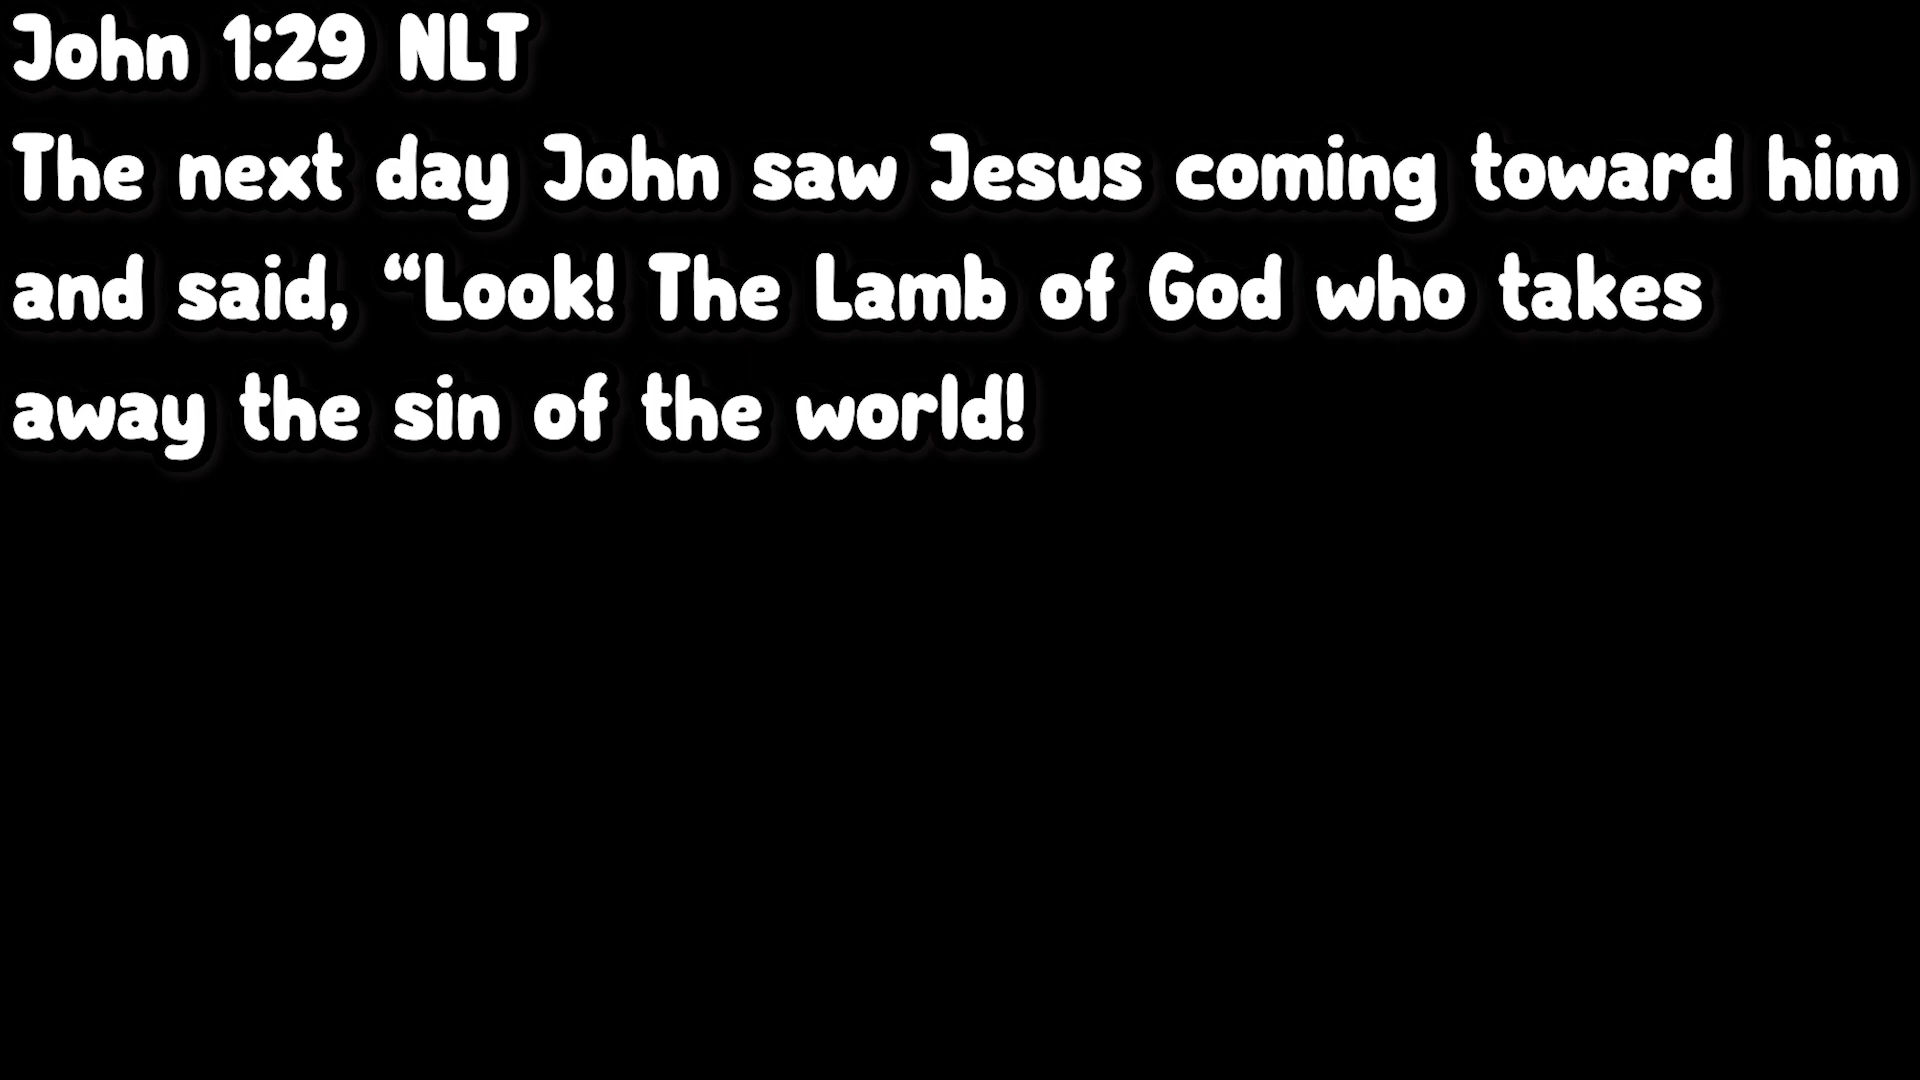 John 1:29 NLT
The next day John saw Jesus coming toward him
and said, “Look! The Lamb of God who takes
away the sin of the world!